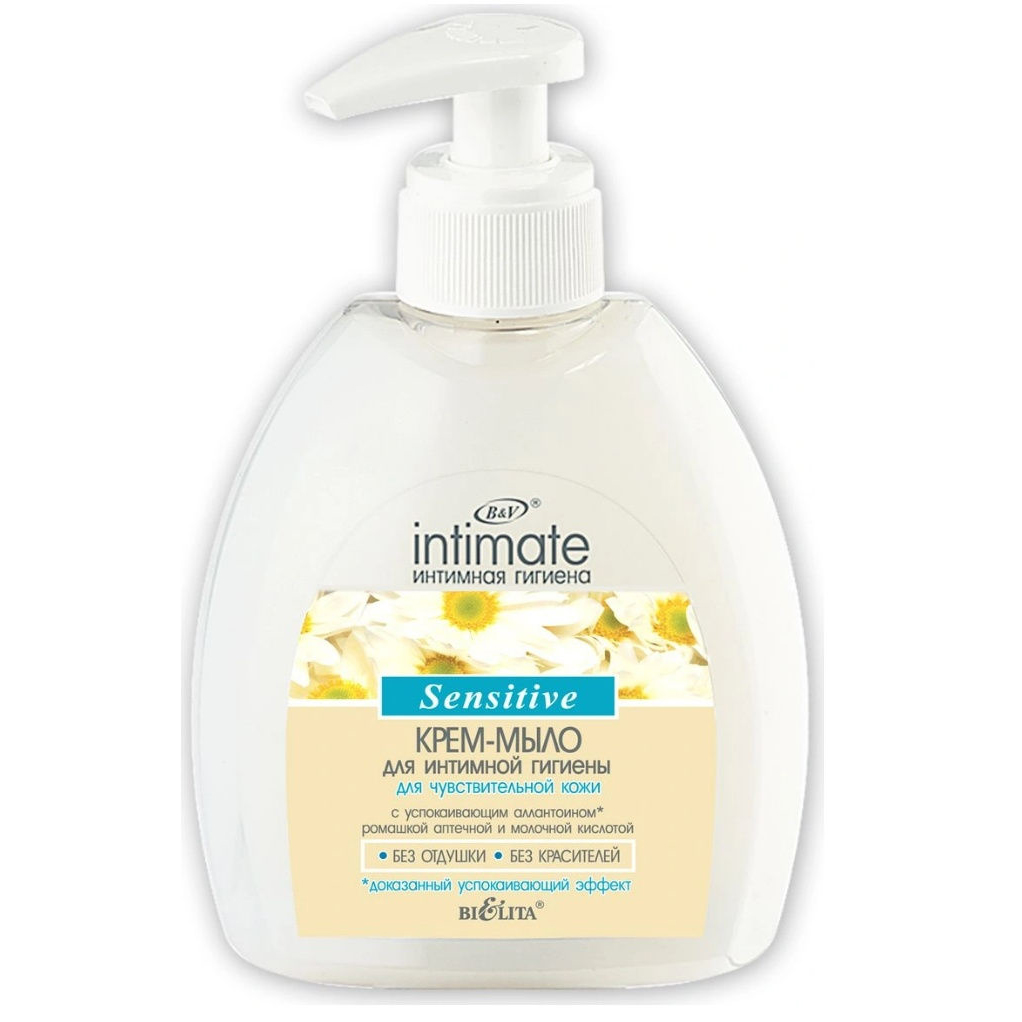 B&V®
intimate
ИНТИМНАЯ ГИГИЕНА
Sensitive
КРЕМ-МЫЛО
ДЛЯ ИНТИМНОЙ ГИГИЕНЫ
ДЛЯ ЧУВСТВИТЕЛЬНОЙ КОЖИ
С УСПОКАИВАЮЩИМ АЛЛАНТОИНОМ*
РОМАШКОЙ АПТЕЧНОЙ И МОЛОЧНОЙ КИСЛОТОЙ
• БЕЗ ОТДУШКИ • БЕЗ КРАСИТЕЛЕЙ
*ДОКАЗАННЫЙ УСПОКАИВАЮЩИЙ ЭФФЕКТ
BIELITA®